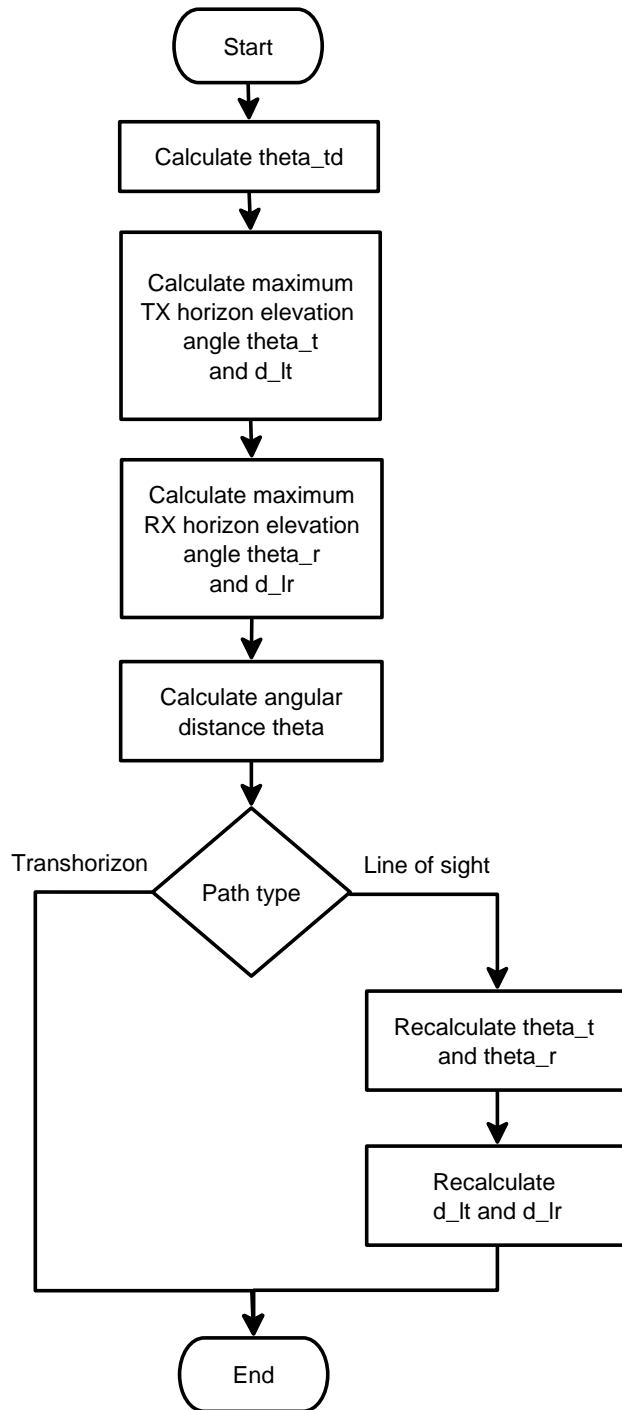 Start
Calculate theta_td
Calculate maximum
TX horizon elevation
angle theta_t
and d_lt
Calculate maximum
RX horizon elevation
angle theta_r
and d_lr
Calculate angular
distance theta
Transhorizon
Line of sight
Path type
Recalculate theta_t
and theta_r
Recalculate
d_lt and d_lr
End